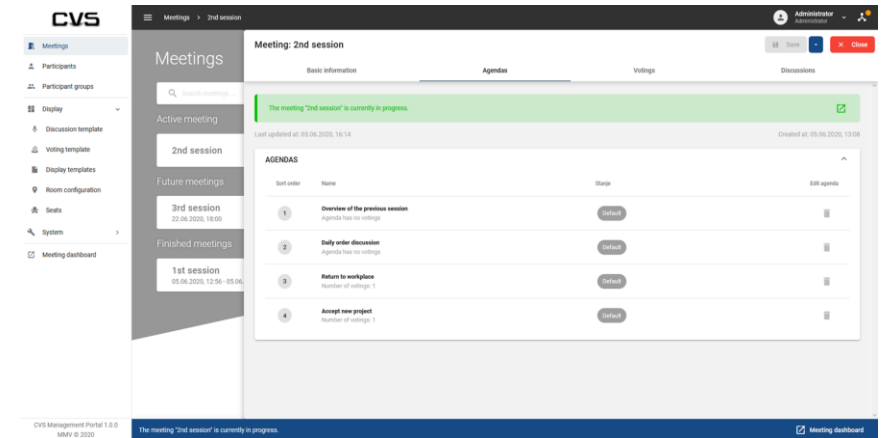 CVS
Meetings
Participants
Participant groups
Display
Discussion template
Voting template
Display templates
Room configuration
Seats
System
Meeting dashboard
CVS Management Portal 1.0.0
MMV © 2020
Meetings > 2nd session
Administrator
Administrator
Meetings
Search meetings ...
Active meeting
2nd session
Future meetings
3rd session
22.06.2020, 18:00
Finished meetings
1st session
05.06.2020, 12:56 - 05.06.
Meeting: 2nd session
Save
Close
Basic information
Agendas
Votings
Discussions
The meeting "2nd session" is currently in progress.
Last updated at: 05.06.2020, 16:14
Created at: 05.06.2020, 13:08
AGENDAS
Sort order Name Stanje Edit agenda
1 Overview of the previous session Default
Agenda has no votings
2 Daily order discussion Default
Agenda has no votings
3 Return to workplace Default
Number of votings: 1
4 Accept new project Default
Number of votings: 1
The meeting "2nd session" is currently in progress.
Meeting dashboard